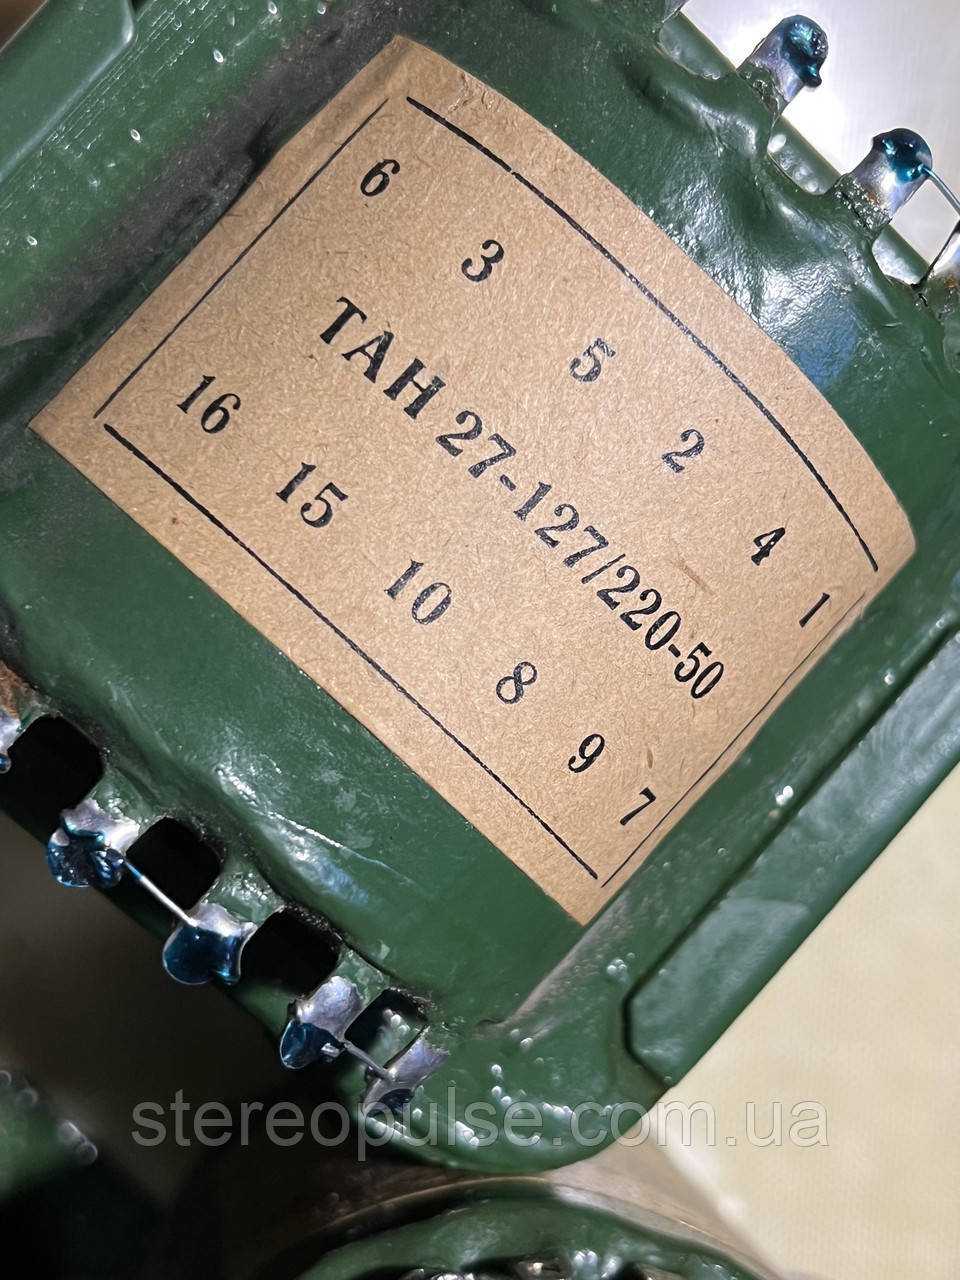 6 3 5 2 4 1
ТАН 27-127/220-50
16 15 10 8 9 7
stereopulse.com.ua